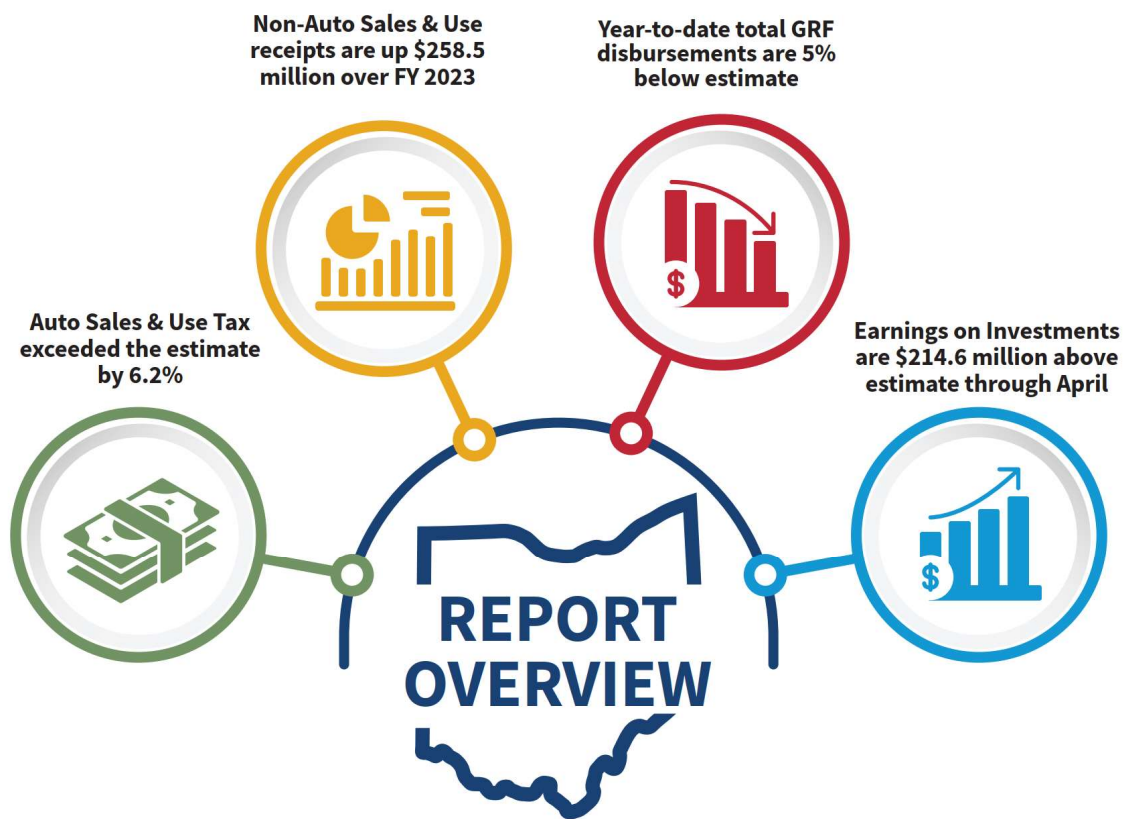 Non-Auto Sales & Use
receipts are up $258.5
million over FY 2023
Year-to-date total GRF
disbursements are 5%
below estimate
Auto Sales & Use Tax
exceeded the estimate
by 6.2%
Earnings on Investments
are $214.6 million above
estimate through April
$
$
REPORT
OVERVIEW